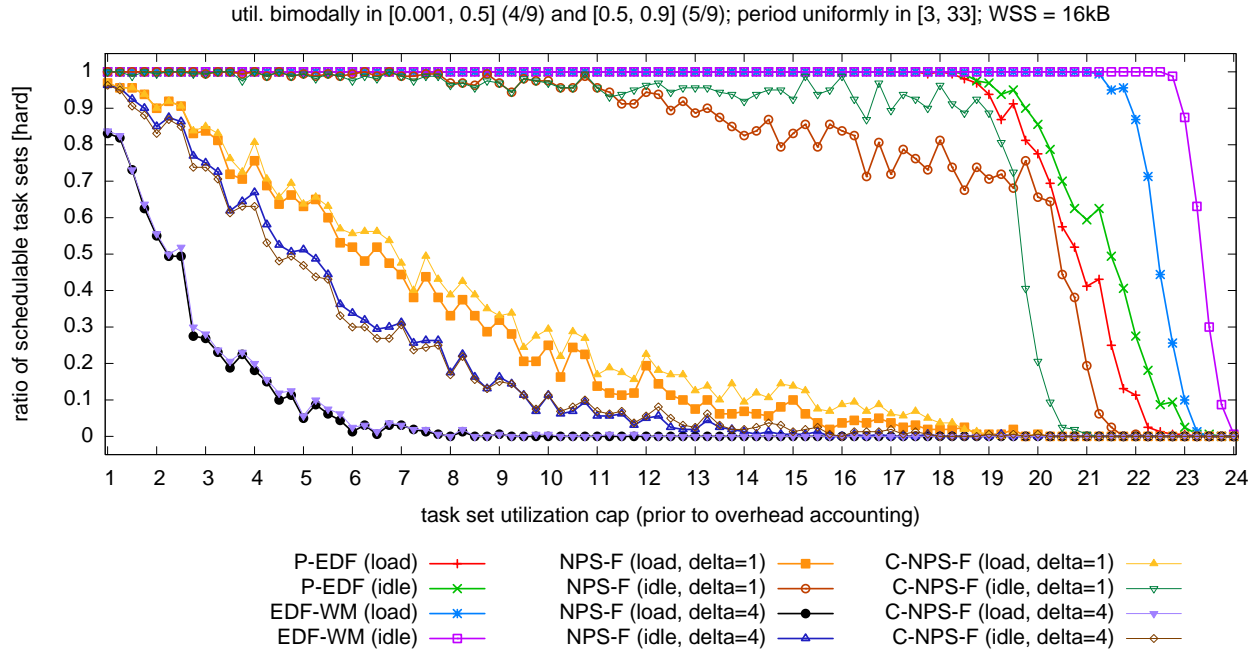 util. bimodally in [0.001, 0.5] (4/9) and [0.5, 0.9] (5/9); period uniformly in [3, 33]; WSS = 16kB
ratio of schedulable task sets [hard]
1
0.9
0.8
0.7
0.6
0.5
0.4
0.3
0.2
0.1
0
1 2 3 4 5 6 7 8 9 10 11 12 13 14 15 16 17 18 19 20 21 22 23 24
task set utilization cap (prior to overhead accounting)
P-EDF (load) NPS-F (load, delta=1) C-NPS-F (load, delta=1)
P-EDF (idle) NPS-F (idle, delta=1) C-NPS-F (idle, delta=1)
EDF-WM (load) NPS-F (load, delta=4) C-NPS-F (load, delta=4)
EDF-WM (idle) NPS-F (idle, delta=4) C-NPS-F (idle, delta=4)